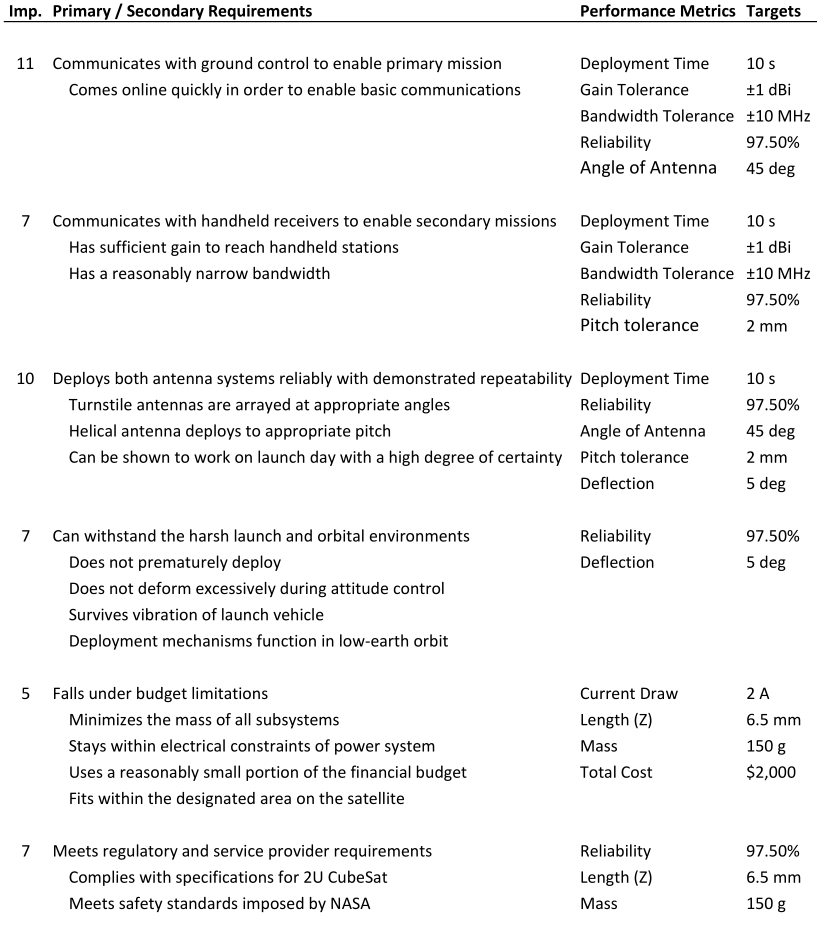 Imp. Primary / Secondary Requirements Performance Metrics Targets
11 Communicates with ground control to enable primary mission Deployment Time 10 s
Comes online quickly in order to enable basic communications Gain Tolerance ±1 dBi
Bandwidth Tolerance ±10 MHz
Reliability 97.50%
Angle of Antenna 45 deg
7 Communicates with handheld receivers to enable secondary missions Deployment Time 10 s
Has sufficient gain to reach handheld stations Gain Tolerance ±1 dBi
Has a reasonably narrow bandwidth Bandwidth Tolerance ±10 MHz
Reliability 97.50%
Pitch tolerance 2 mm
10 Deploys both antenna systems reliably with demonstrated repeatability Deployment Time 10 s
Turnstile antennas are arrayed at appropriate angles Reliability 97.50%
Helical antenna deploys to appropriate pitch Angle of Antenna 45 deg
Can be shown to work on launch day with a high degree of certainty Pitch tolerance 2 mm
Deflection 5 deg
7 Can withstand the harsh launch and orbital environments Reliability 97.50%
Does not prematurely deploy Deflection 5 deg
Does not deform excessively during attitude control
Survives vibration of launch vehicle
Deployment mechanisms function in low-earth orbit
5 Falls under budget limitations Current Draw 2 A
Minimizes the mass of all subsystems Length (Z) 6.5 mm
Stays within electrical constraints of power system Mass 150 g
Uses a reasonably small portion of the financial budget Total Cost $2,000
Fits within the designated area on the satellite
7 Meets regulatory and service provider requirements Reliability 97.50%
Complies with specifications for 2U CubeSat Length (Z) 6.5 mm
Meets safety standards imposed by NASA Mass 150 g